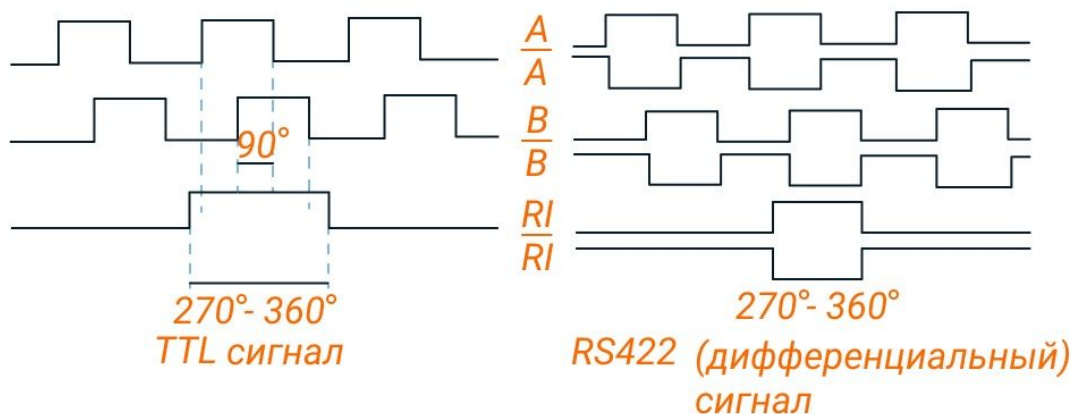 A
A
B
B
90°
RI
RI
270°- 360°
TTL сигнал
270°- 360°
RS422 (дифференциальный)
сигнал